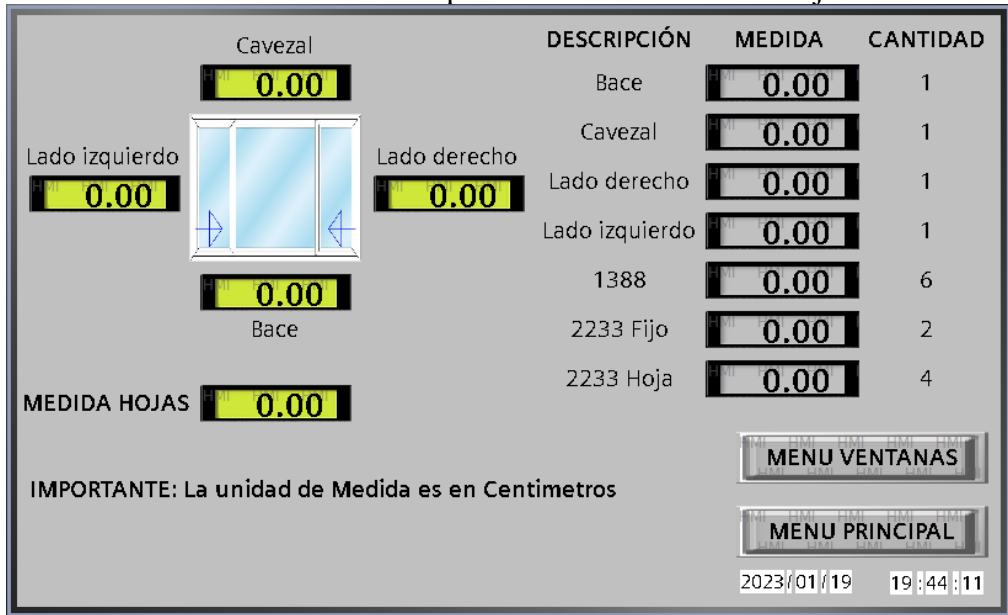 Cavezal
0.00
Lado izquierdo
0.00
Lado derecho
0.00
0.00
Bace
MEDIDA HOJAS 0.00
IMPORTANTE: La unidad de Medida es en Centimetros
DESCRIPCIÓN MEDIDA CANTIDAD
Bace 0.00 1
Cavezal 0.00 1
Lado derecho 0.00 1
Lado izquierdo 0.00 1
1388 0.00 6
2233 Fijo 0.00 2
2233 Hoja 0.00 4
MENU VENTANAS
MENU PRINCIPAL
2023/01/19 19:44:11